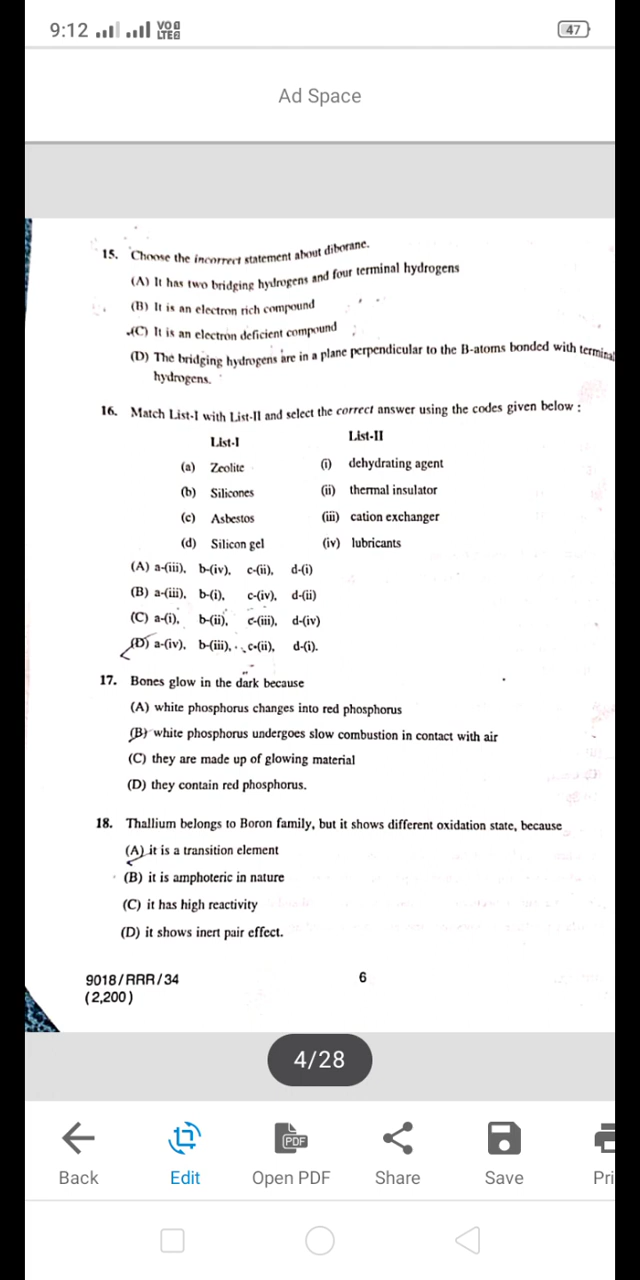 9:12 VO LTE 47
Ad Space
15. Choose the incorrect statement about diborane.
(A) It has two bridging hydrogens and four terminal hydrogens
(B) It is an electron rich compound
(C) It is an electron deficient compound
(D) The bridging hydrogens are in a plane perpendicular to the B-atoms bonded with terminal
hydrogens.
16. Match List-I with List-II and select the correct answer using the codes given below :
List-I List-II
(a) Zeolite (i) dehydrating agent
(b) Silicones (ii) thermal insulator
(c) Asbestos (iii) cation exchanger
(d) Silicon gel (iv) lubricants
(A) a-(iii), b-(iv), c-(ii), d-(i)
(B) a-(iii), b-(i), c-(iv), d-(ii)
(C) a-(i), b-(ii), c-(iii), d-(iv)
(D) a-(iv), b-(iii), c-(ii), d-(i).
17. Bones glow in the dark because
(A) white phosphorus changes into red phosphorus
(B) white phosphorus undergoes slow combustion in contact with air
(C) they are made up of glowing material
(D) they contain red phosphorus.
18. Thallium belongs to Boron family, but it shows different oxidation state, because
(A) it is a transition element
(B) it is amphoteric in nature
(C) it has high reactivity
(D) it shows inert pair effect.
9018/RRR/34 6
(2,200)
4/28
PDF
Back Edit Open PDF Share Save Pri